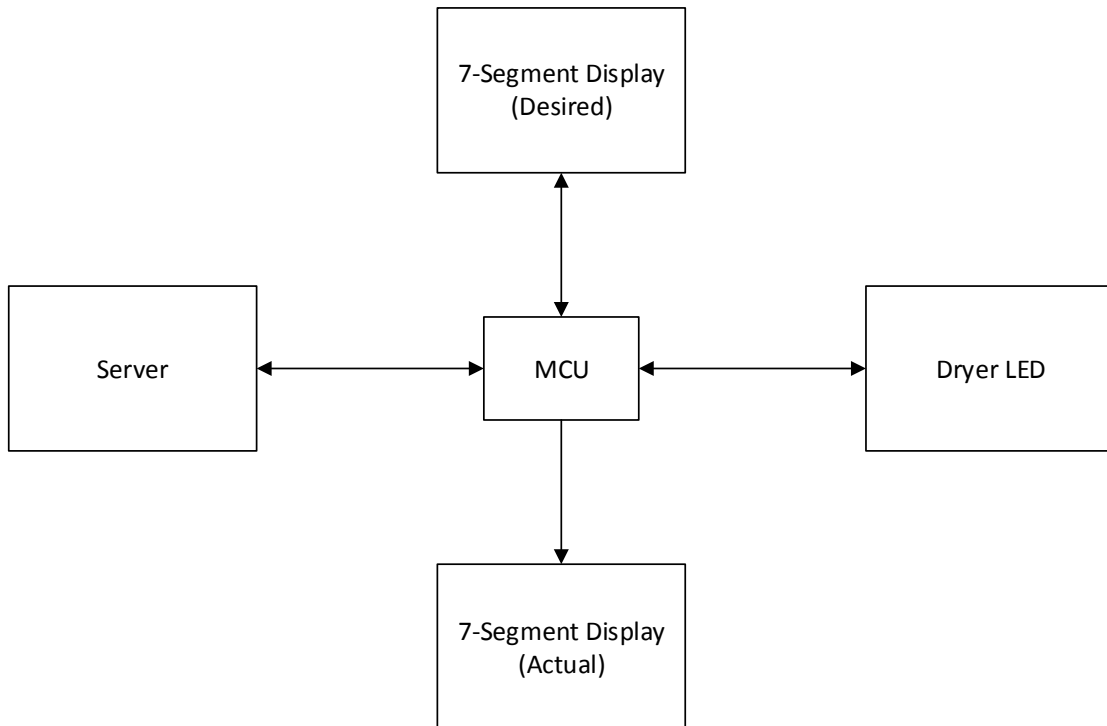 7-Segment Display
(Desired)
Server
MCU
Dryer LED
7-Segment Display
(Actual)